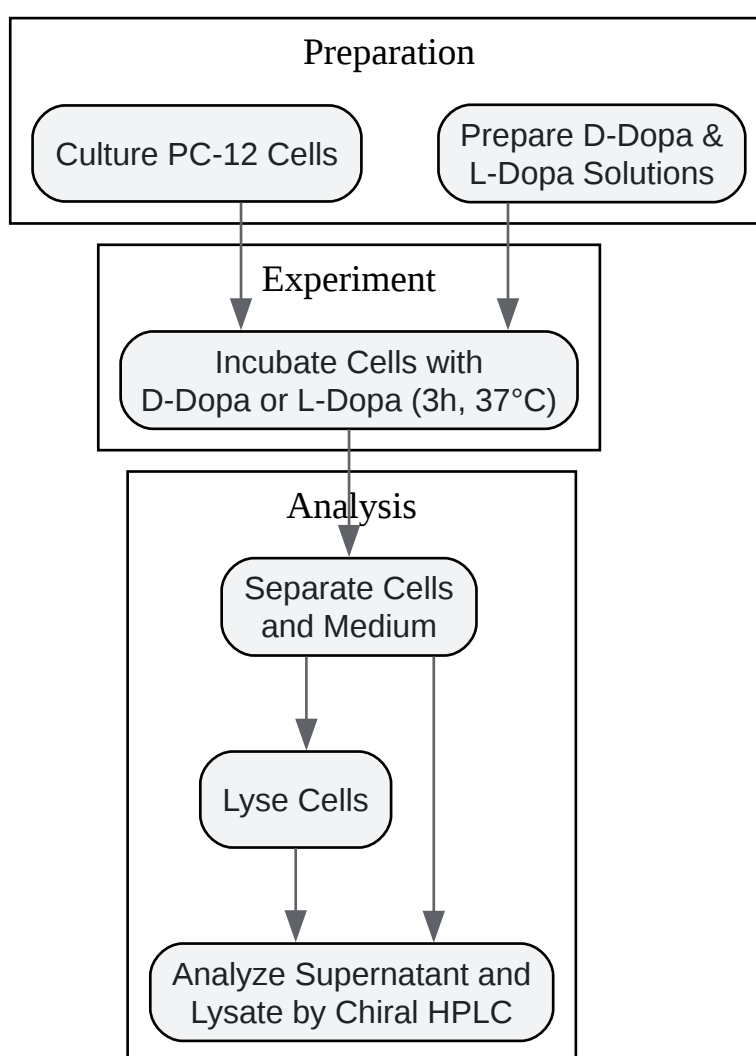 Preparation
Culture PC-12 Cells
Prepare D-Dopa &
L-Dopa Solutions
Experiment
Incubate Cells with
D-Dopa or L-Dopa (3h, 37°C)
Analysis
Separate Cells
and Medium
Lyse Cells
Analyze Supernatant and
Lysate by Chiral HPLC